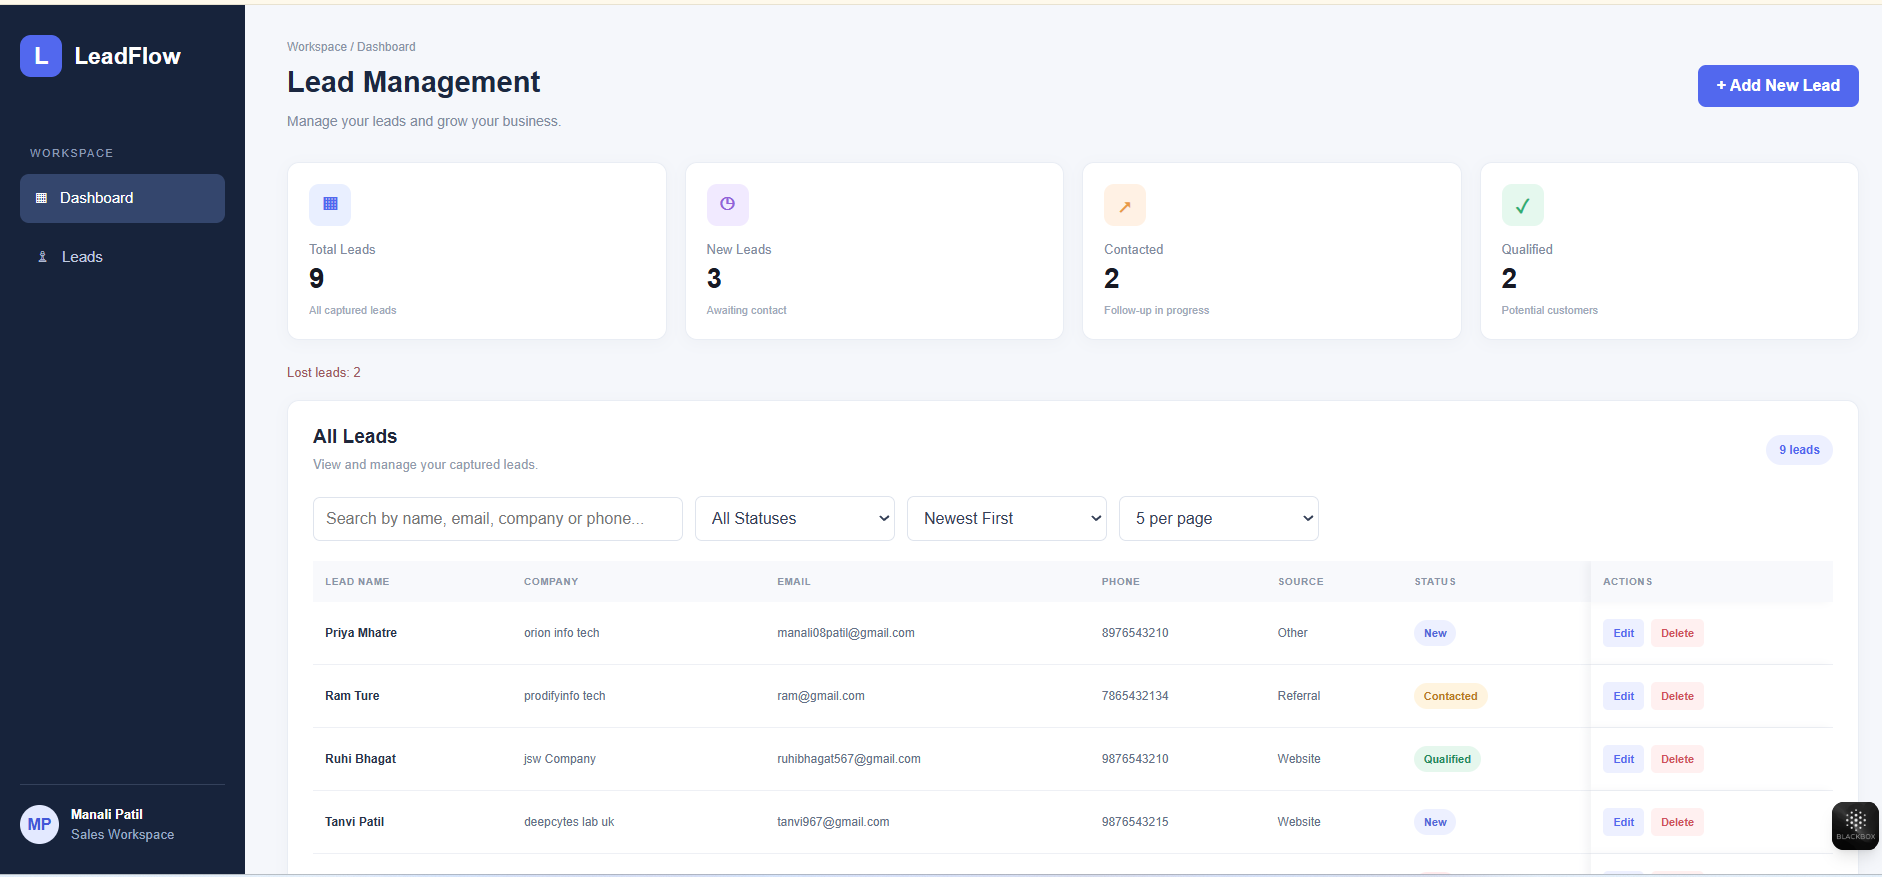 L LeadFlow
WORKSPACE
Dashboard
Leads
MP
Manali Patil
Sales Workspace
Workspace / Dashboard
Lead Management
Manage your leads and grow your business.
+ Add New Lead
Total Leads
9
All captured leads
New Leads
3
Awaiting contact
Contacted
2
Follow-up in progress
Qualified
2
Potential customers
Lost leads: 2
All Leads
View and manage your captured leads.
9 leads
Search by name, email, company or phone... All Statuses Newest First 5 per page
LEAD NAME COMPANY EMAIL PHONE SOURCE STATUS ACTIONS
Priya Mhatre orion info tech manali08patil@gmail.com 8976543210 Other New Edit Delete
Ram Ture prodifyinfo tech ram@gmail.com 7865432134 Referral Contacted Edit Delete
Ruhi Bhagat jsw Company ruhibhagat567@gmail.com 9876543210 Website Qualified Edit Delete
Tanvi Patil deepcytes lab uk tanvi967@gmail.com 9876543215 Website New Edit Delete
BLACKBOX